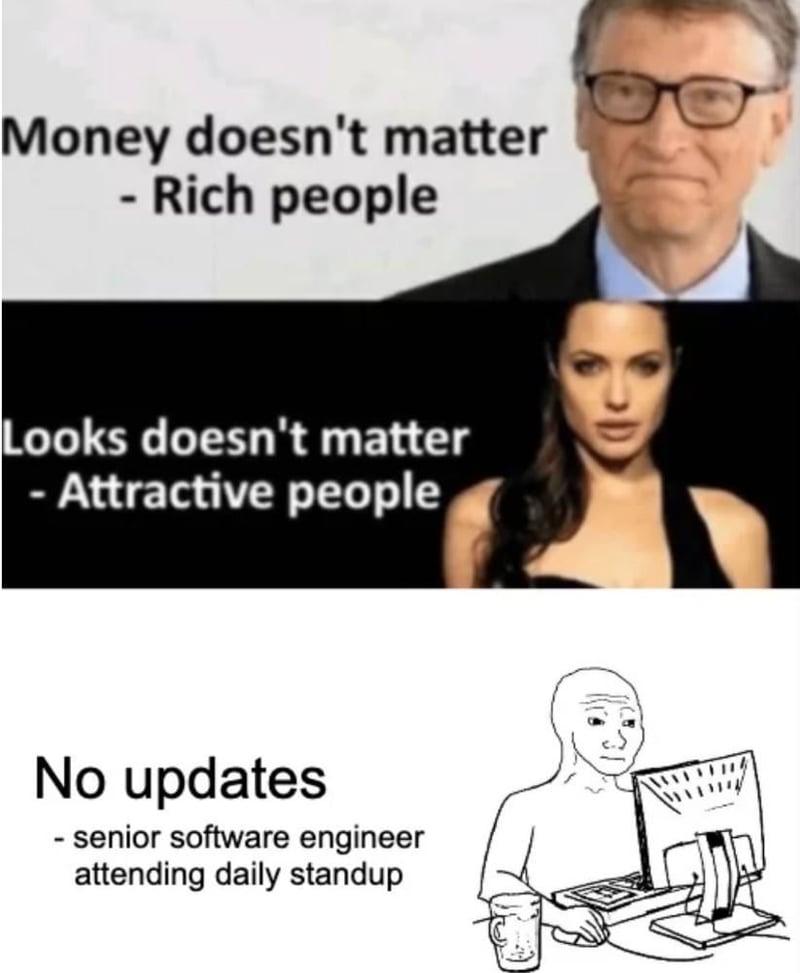 Money doesn't matter
- Rich people
Looks doesn't matter
- Attractive people
No updates
- senior software engineer
attending daily standup